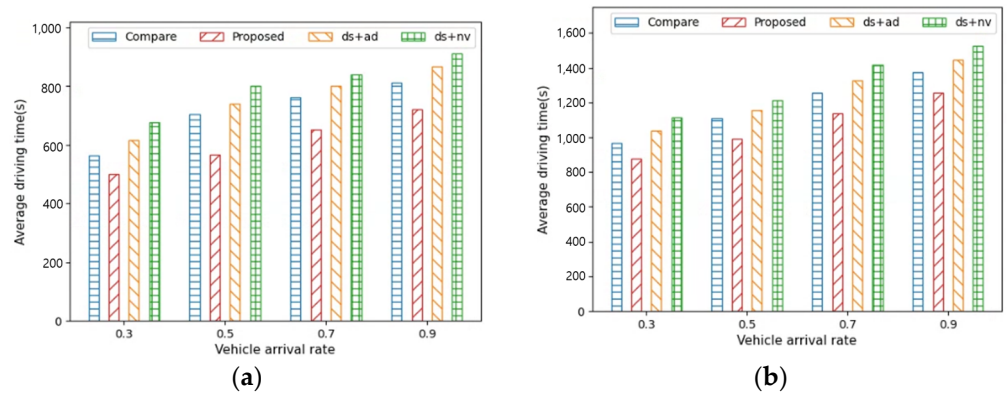 1,000
800
600
400
200
0
Average driving time(s)
Compare Proposed ds+ad ds+nv
0.3 0.5 0.7 0.9
Vehicle arrival rate
(a)
1,600
1,400
1,200
1,000
800
600
400
200
0
Average driving time(s)
Compare Proposed ds+ad ds+nv
0.3 0.5 0.7 0.9
Vehicle arrival rate
(b)